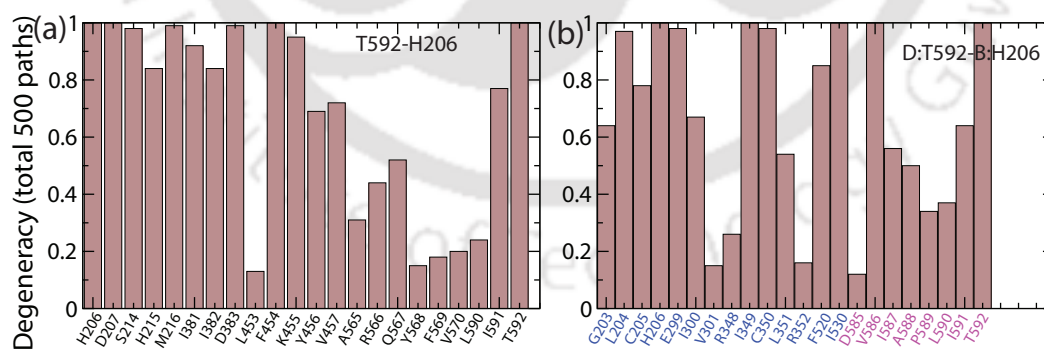 (a)
T592-H206
Degeneracy (total 500 paths)
1
0.8
0.6
0.4
0.2
0
H206 D207 S214 H215 M216 I381 I382 D383 L453 F454 K455 Y456 V457 A565 R566 Q567 Y568 F569 V570 L590 I591 T592
(b)
D:T592-B:H206
1
0.8
0.6
0.4
0.2
0
G203 L204 C205 H206 E299 I300 V301 R348 I349 C350 L351 R352 F520 I530 D585 V586 I587 A588 P589 L590 I591 T592